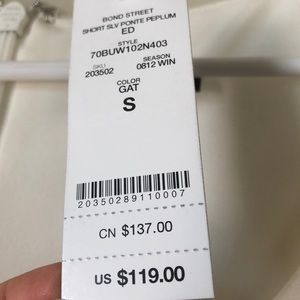 BOND STREET
SHORT SLV PONTE PEPLUM
ED
STYLE
70BUW102N403
SKU SEASON
203502 0812 WIN
COLOR
GAT
S
20350289110007
CN $137.00
US $119.00